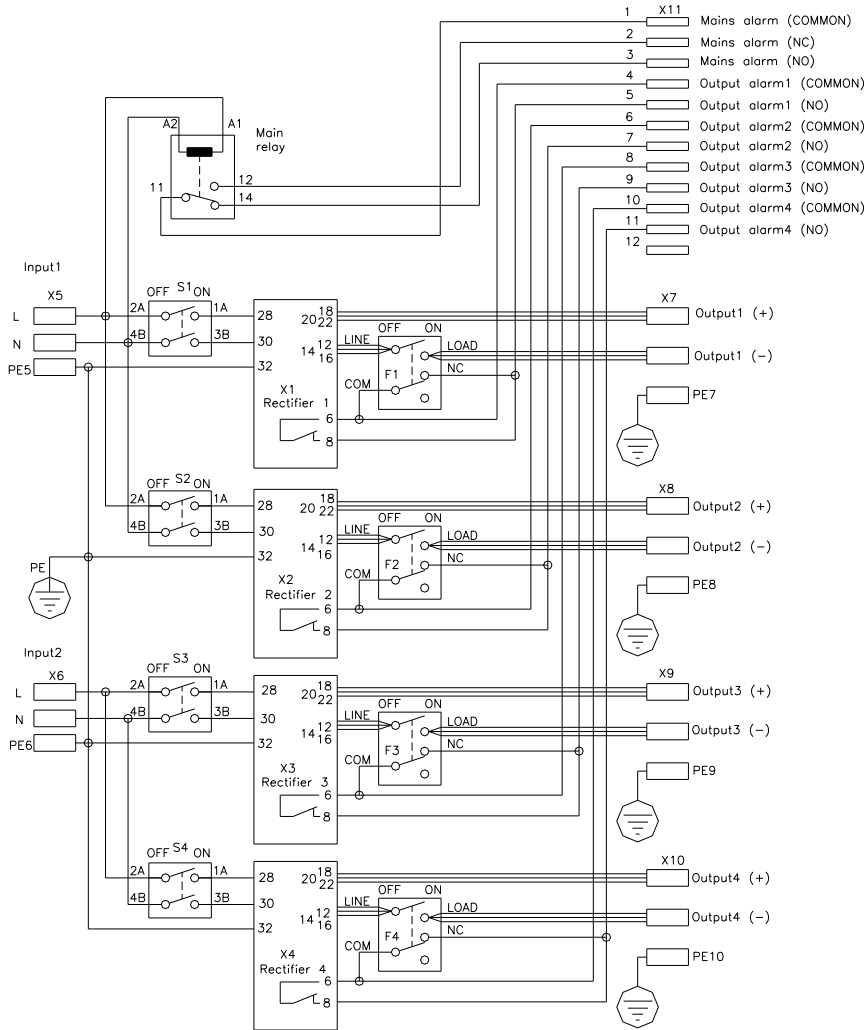 1 X11 Mains alarm (COMMON)
2 Mains alarm (NC)
3 Mains alarm (NO)
4 Output alarm1 (COMMON)
5 Output alarm1 (NO)
6 Output alarm2 (COMMON)
7 Output alarm2 (NO)
8 Output alarm3 (COMMON)
9 Output alarm3 (NO)
10 Output alarm4 (COMMON)
11 Output alarm4 (NO)
12
A2 A1 Main
relay
11 12
14
Input1
X5 OFF S1 ON
L 2A 1A 28 18 X7
20 22 Output1 (+)
N 4B 3B 30 12 LINE OFF ON LOAD
14 16 Output1 (-)
PE5 32 F1 NC
COM
X1
Rectifier 1 PE7
6
8
OFF S2 ON
2A 1A 28 18 X8
20 22 Output2 (+)
4B 3B 30 12 LINE OFF ON LOAD
14 16 Output2 (-)
PE 32 F2 NC
COM
X2
Rectifier 2 PE8
6
8
Input2
X6 OFF S3 ON
L 2A 1A 28 18 X9
20 22 Output3 (+)
N 4B 3B 30 12 LINE OFF ON LOAD
14 16 Output3 (-)
PE6 32 F3 NC
COM
X3
Rectifier 3 PE9
6
8
OFF S4 ON
2A 1A 28 18 X10
20 22 Output4 (+)
4B 3B 30 12 LINE OFF ON LOAD
14 16 Output4 (-)
32 F4 NC
COM
X4
Rectifier 4 PE10
6
8